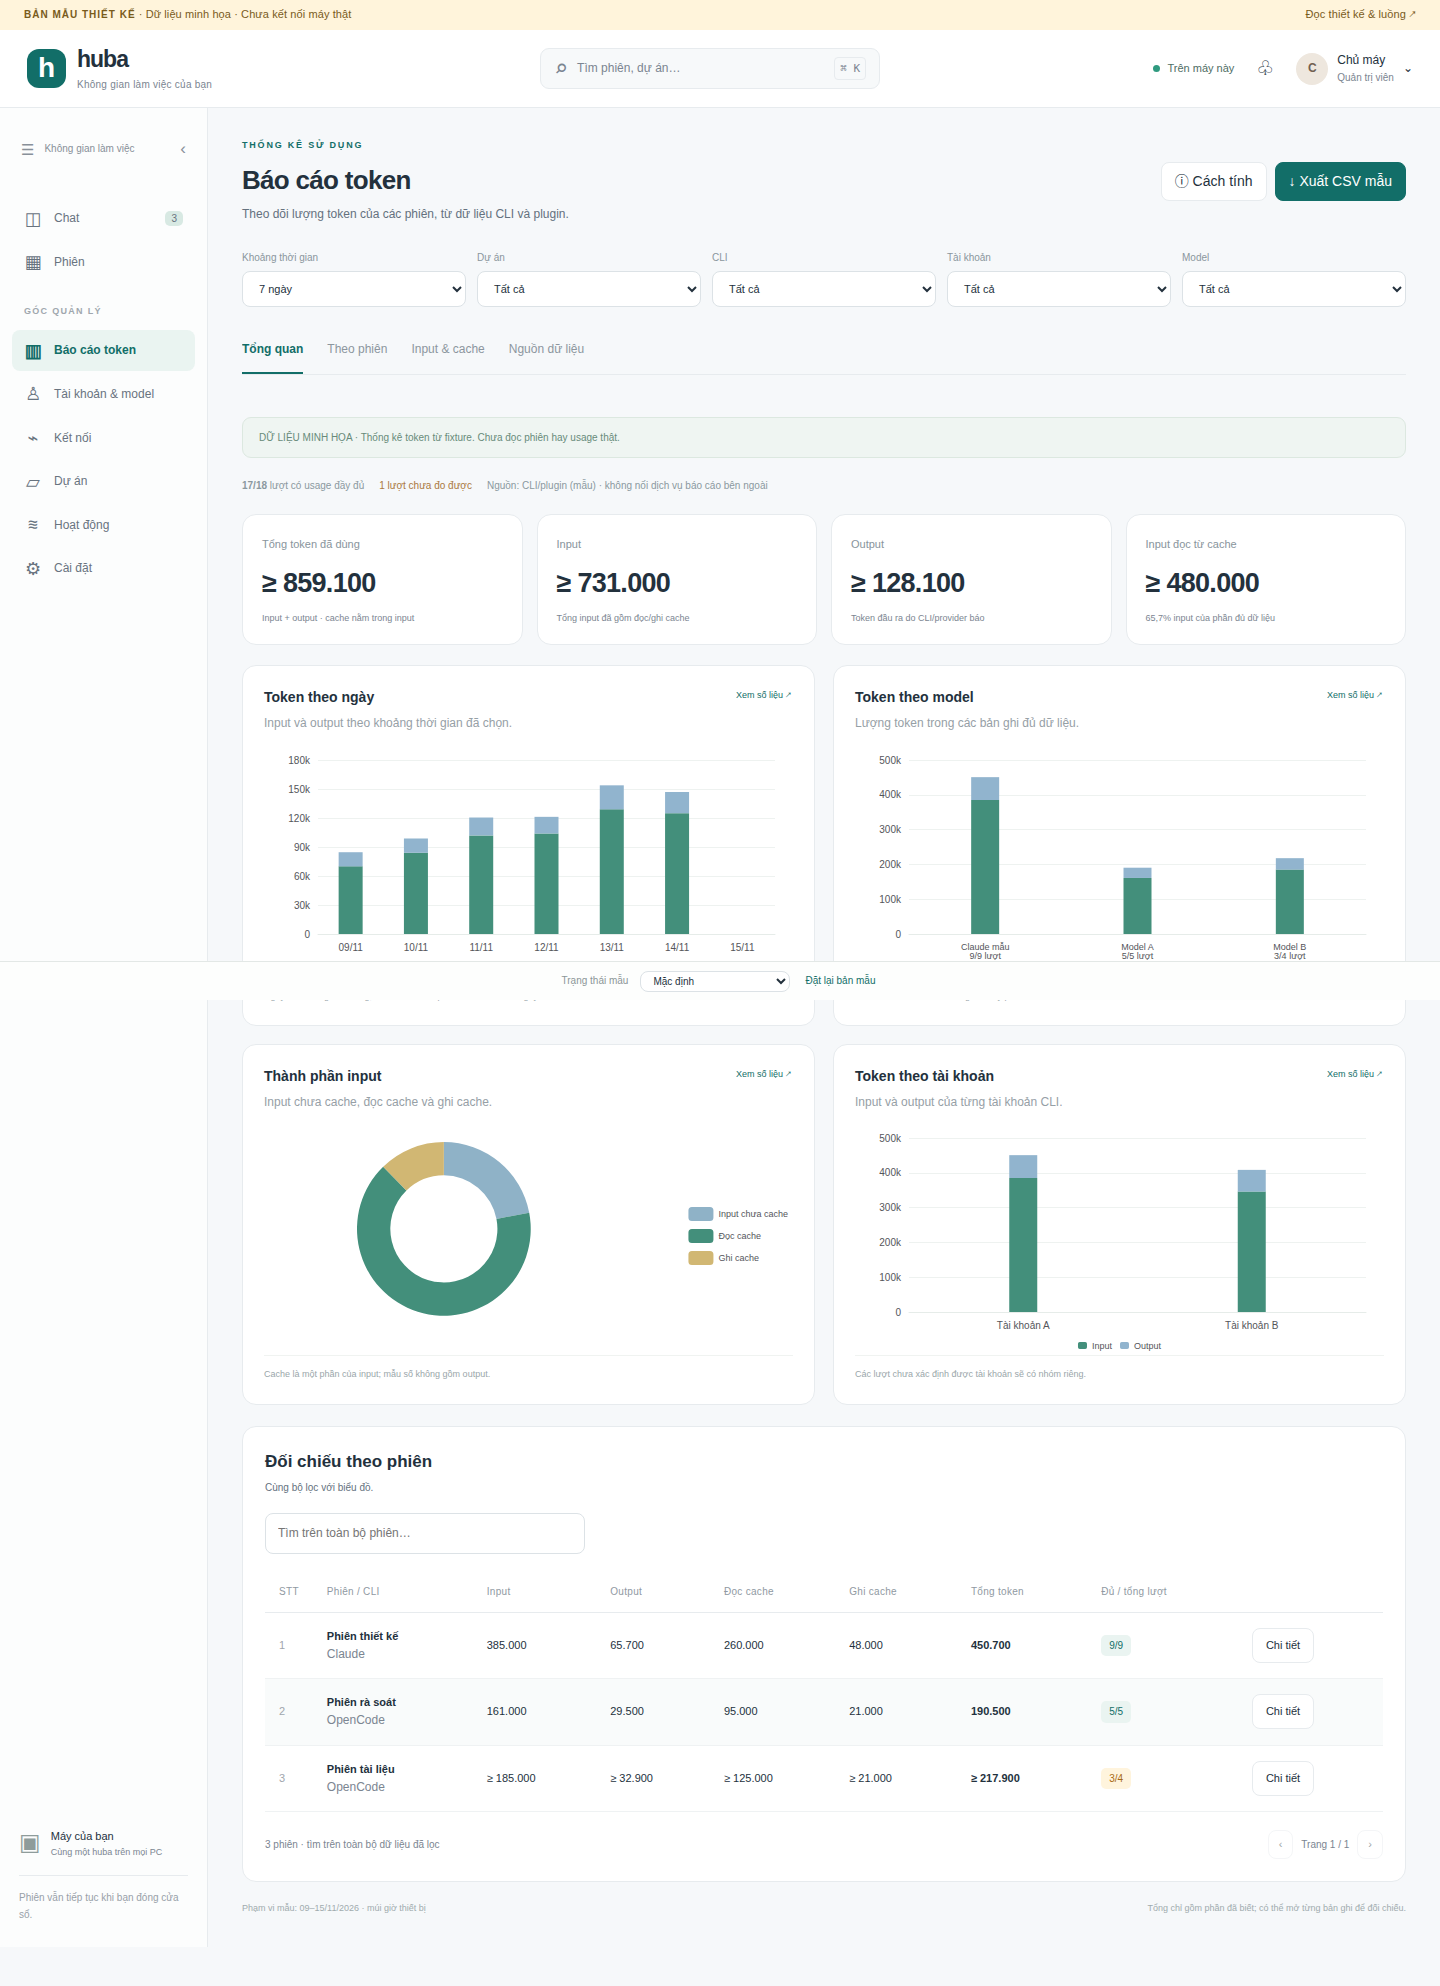 BẢN MẪU THIẾT KẾ · Dữ liệu minh họa · Chưa kết nối máy thật
Đọc thiết kế & luồng ↗
h
huba
Không gian làm việc của bạn
Tìm phiên, dự án…
⌘ K
Trên máy này
C
Chủ máy
Quản trị viên
Không gian làm việc
Chat
3
Phiên
GÓC QUẢN LÝ
Báo cáo token
Tài khoản & model
Kết nối
Dự án
Hoạt động
Cài đặt
THỐNG KÊ SỬ DỤNG
Báo cáo token
Theo dõi lượng token của các phiên, từ dữ liệu CLI và plugin.
ⓘ Cách tính
↓ Xuất CSV mẫu
Khoảng thời gian
Dự án
CLI
Tài khoản
Model
7 ngày
Tất cả
Tất cả
Tất cả
Tất cả
Tổng quan
Theo phiên
Input & cache
Nguồn dữ liệu
DỮ LIỆU MINH HỌA · Thống kê token từ fixture. Chưa đọc phiên hay usage thật.
17/18 lượt có usage đầy đủ
1 lượt chưa đo được
Nguồn: CLI/plugin (mẫu) · không nối dịch vụ báo cáo bên ngoài
Tổng token đã dùng
≥ 859.100
Input + output · cache nằm trong input
Input
≥ 731.000
Tổng input đã gồm đọc/ghi cache
Output
≥ 128.100
Token đầu ra do CLI/provider báo
Input đọc từ cache
≥ 480.000
65,7% input của phần đủ dữ liệu
Token theo ngày
Xem số liệu ↗
Input và output theo khoảng thời gian đã chọn.
180k
150k
120k
90k
60k
30k
0
09/11
10/11
11/11
12/11
13/11
14/11
15/11
Token theo model
Xem số liệu ↗
Lượng token trong các bản ghi đủ dữ liệu.
500k
400k
300k
200k
100k
0
Claude mẫu
9/9 lượt
Model A
5/5 lượt
Model B
3/4 lượt
Trạng thái mẫu
Mặc định
Đặt lại bản mẫu
Thành phần input
Xem số liệu ↗
Input chưa cache, đọc cache và ghi cache.
Input chưa cache
Đọc cache
Ghi cache
Cache là một phần của input; mẫu số không gồm output.
Token theo tài khoản
Xem số liệu ↗
Input và output của từng tài khoản CLI.
500k
400k
300k
200k
100k
0
Tài khoản A
Tài khoản B
Input
Output
Các lượt chưa xác định được tài khoản sẽ có nhóm riêng.
Đối chiếu theo phiên
Cùng bộ lọc với biểu đồ.
Tìm trên toàn bộ phiên…
STT
Phiên / CLI
Input
Output
Đọc cache
Ghi cache
Tổng token
Đủ / tổng lượt
1
Phiên thiết kế
Claude
385.000
65.700
260.000
48.000
450.700
9/9
Chi tiết
2
Phiên rà soát
OpenCode
161.000
29.500
95.000
21.000
190.500
5/5
Chi tiết
3
Phiên tài liệu
OpenCode
≥ 185.000
≥ 32.900
≥ 125.000
≥ 21.000
≥ 217.900
3/4
Chi tiết
3 phiên · tìm trên toàn bộ dữ liệu đã lọc
‹
Trang 1 / 1
›
Máy của bạn
Cùng một huba trên mọi PC
Phiên vẫn tiếp tục khi bạn đóng cửa
sổ.
Phạm vi mẫu: 09–15/11/2026 · múi giờ thiết bị
Tổng chỉ gồm phần đã biết; có thể mở từng bản ghi để đối chiếu.